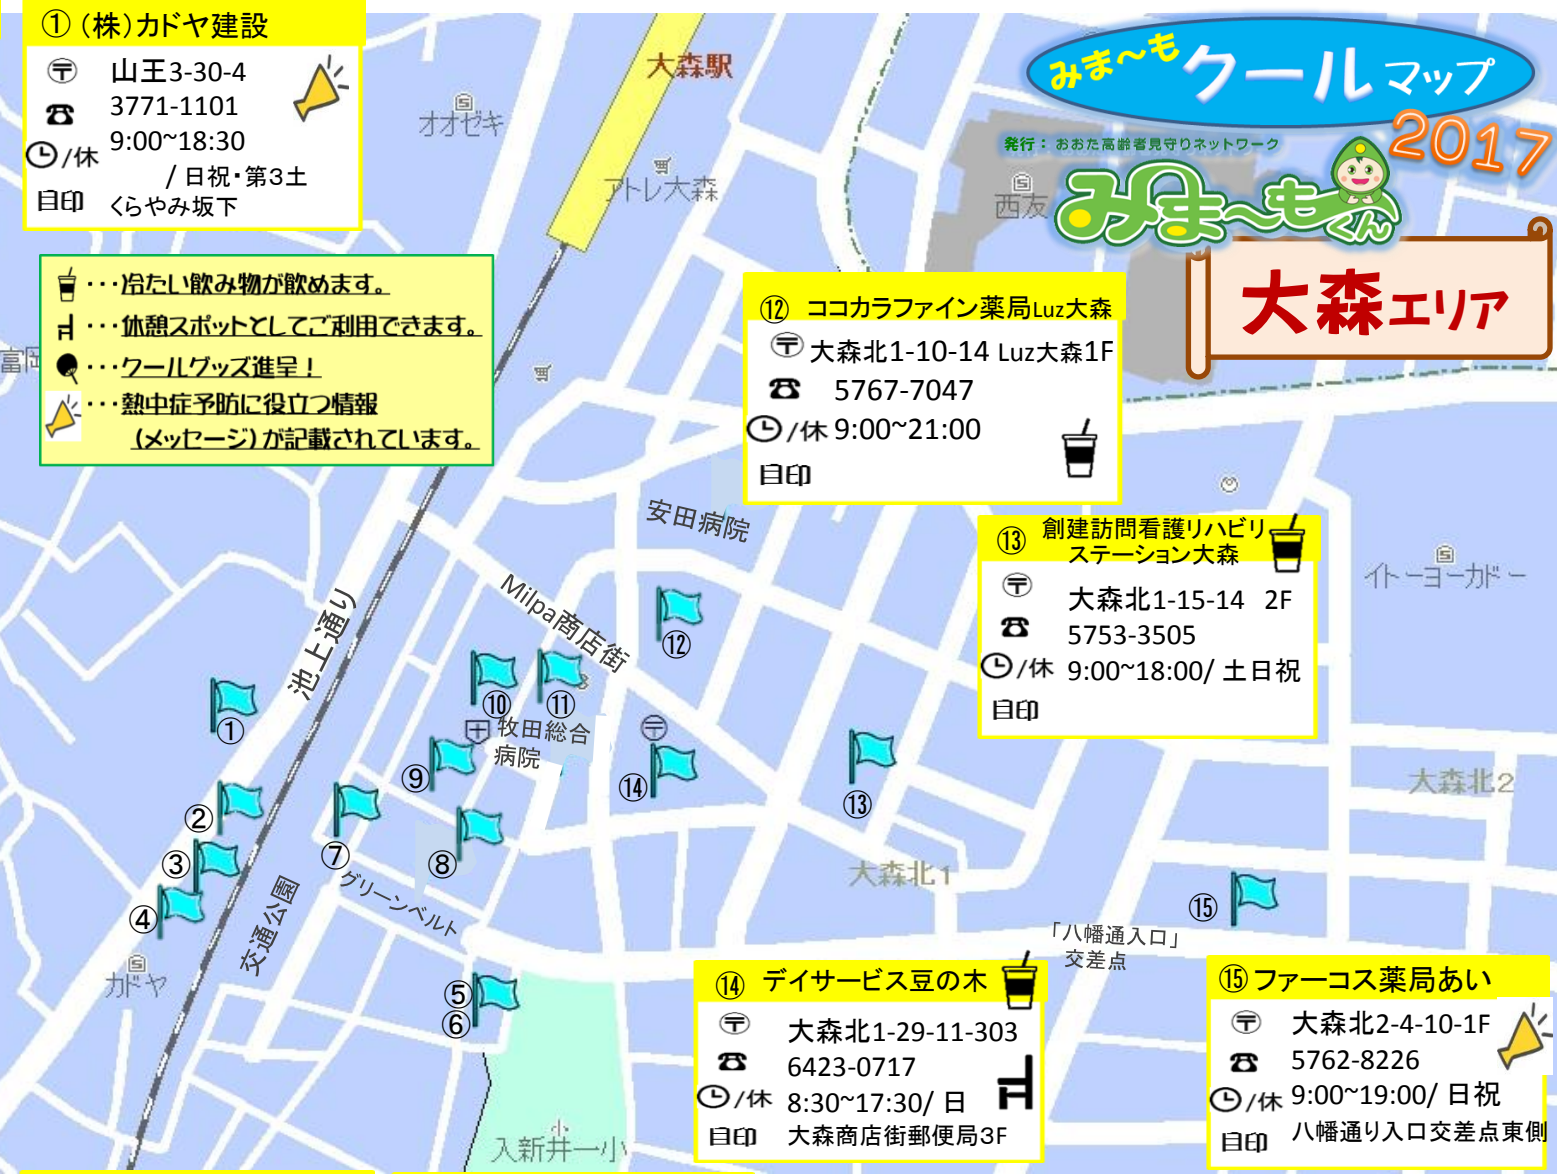 ① (株)カドヤ建設
〒 山王3-30-4
☎ 3771-1101
/休 9:00~18:30
/ 日祝・第3土
目印 くらやみ坂下
・・・冷たい飲み物が飲めます。
・・・休憩スポットとしてご利用できます。
・・・クールグッズ進呈！
・・・熱中症予防に役立つ情報
(メッセージ)が記載されています。
みま～も クールマップ
2017
発行：おおた高齢者見守りネットワーク
みま～もくん
大森エリア
大森駅
オオゼキ
アトレ大森
西友
⑫ ココカラファイン薬局Luz大森
〒 大森北1-10-14 Luz大森1F
☎ 5767-7047
/休 9:00~21:00
目印
⑬ 創建訪問看護リハビリ
ステーション大森
〒 大森北1-15-14 2F
☎ 5753-3505
/休 9:00~18:00/ 土日祝
目印
安田病院
イトーヨーカドー
Milpa商店街
池上通り
⑫
①
⑩
⑪
牧田総合
病院
〒
⑨
⑭
⑬
大森北2
②
③
⑦
⑧
④
グリーンベルト
交通公園
大森北1
⑮
「八幡通入口」
交差点
カドヤ
⑤
⑥
入新井一小
⑭ デイサービス豆の木
〒 大森北1-29-11-303
☎ 6423-0717
/休 8:30~17:30/ 日
目印 大森商店街郵便局3F
⑮ファーコス薬局あい
〒 大森北2-4-10-1F
☎ 5762-8226
/休 9:00~19:00/ 日祝
目印 八幡通り入口交差点東側